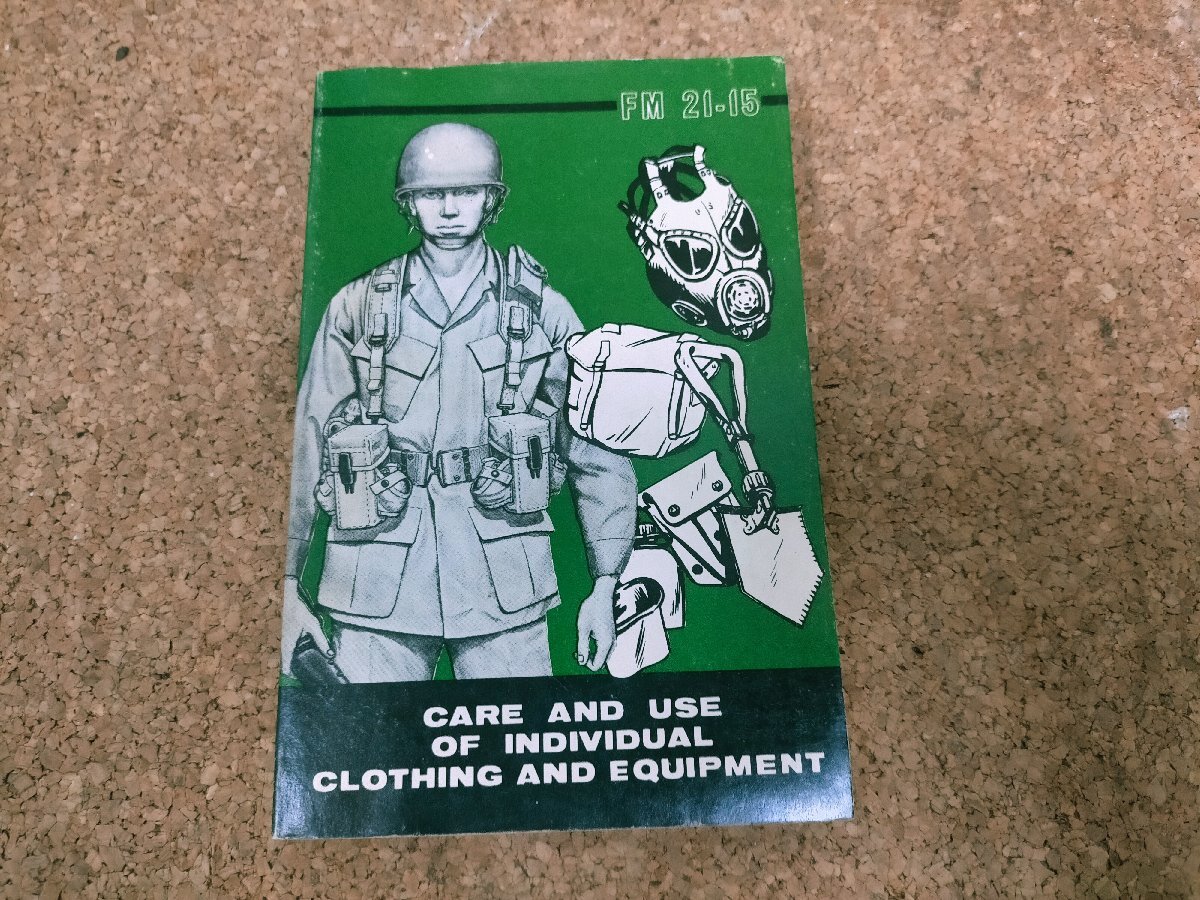 FM 21-15
CARE AND USE
OF INDIVIDUAL
CLOTHING AND EQUIPMENT